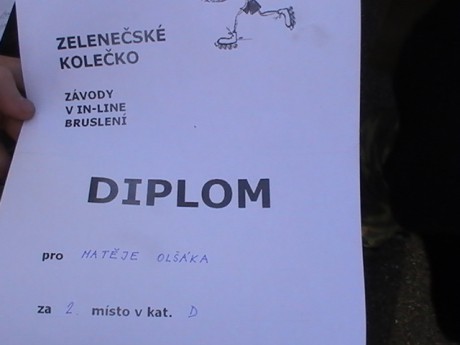 ZELENEČSKÉ
KOLEČKO
ZÁVODY
V IN-LINE
BRUSLENÍ
DIPLOM
pro MATĚJE OLŠÁKA
za 2. místo v kat. D